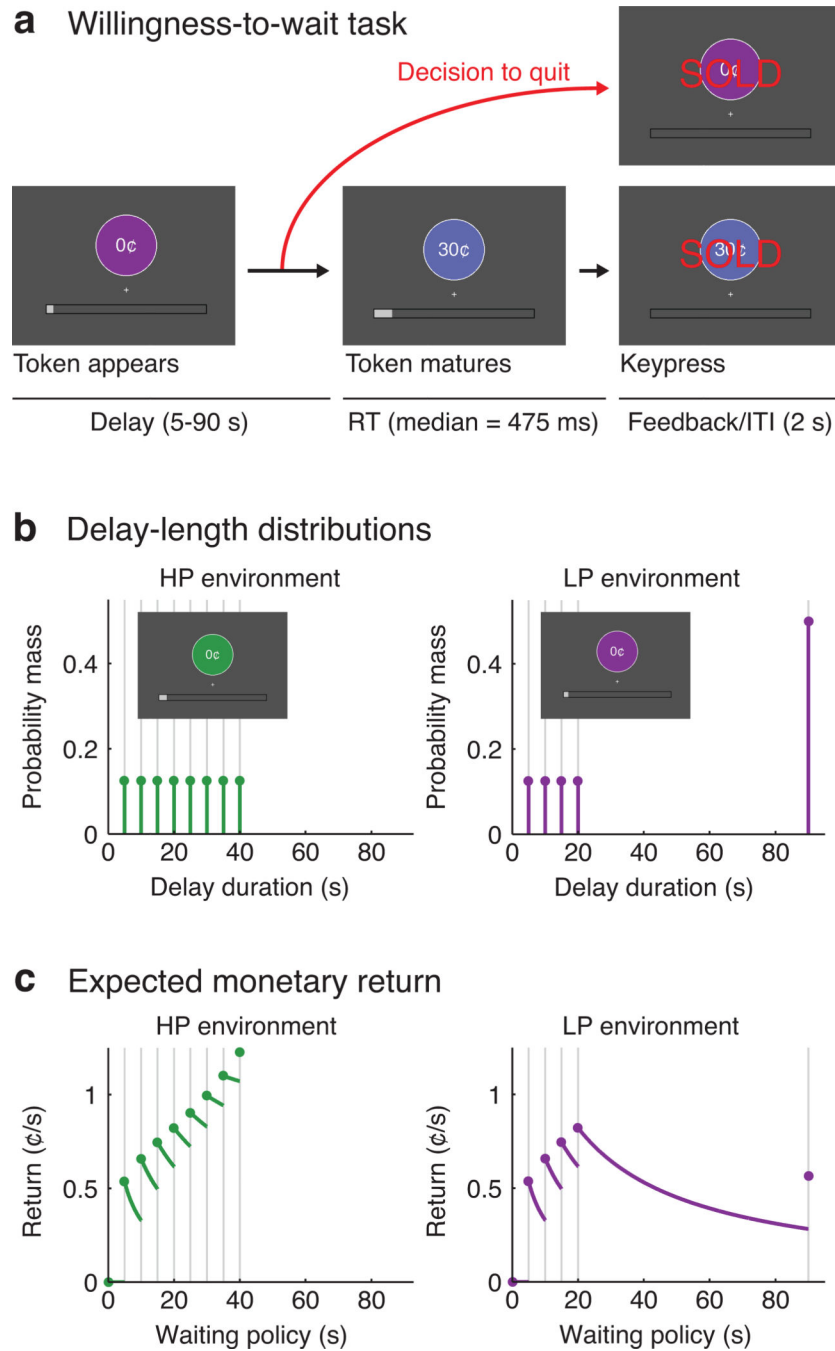 a Willingness-to-wait task
Decision to quit
0¢
SOLD
0¢
30¢
30¢
SOLD
Token appears
Token matures
Keypress
Delay (5-90 s)
RT (median = 475 ms)
Feedback/ITI (2 s)
b Delay-length distributions
HP environment
LP environment
Probability mass
0.4
0.2
0
0¢
0 20 40 60 80
Delay duration (s)
Probability mass
0.4
0.2
0
0¢
0 20 40 60 80
Delay duration (s)
c Expected monetary return
HP environment
LP environment
Return (¢/s)
1
0.5
0
0 20 40 60 80
Waiting policy (s)
Return (¢/s)
1
0.5
0
0 20 40 60 80
Waiting policy (s)